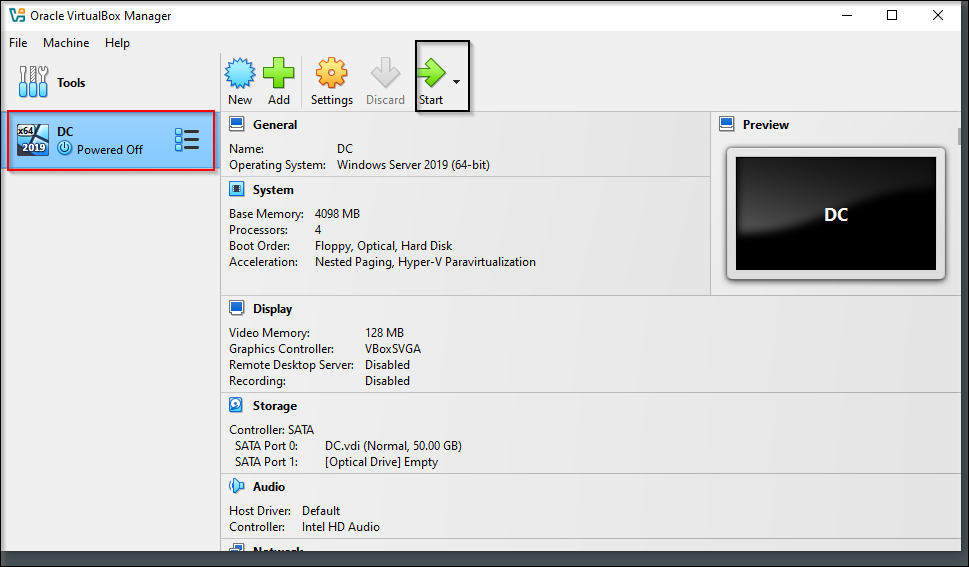 Oracle VirtualBox Manager
File Machine Help
Tools
New Add Settings Discard Start
x64
2019
DC
Powered Off
General
Name: DC
Operating System: Windows Server 2019 (64-bit)
Preview
DC
System
Base Memory: 4098 MB
Processors: 4
Boot Order: Floppy, Optical, Hard Disk
Acceleration: Nested Paging, Hyper-V Paravirtualization
Display
Video Memory: 128 MB
Graphics Controller: VBoxSVGA
Remote Desktop Server: Disabled
Recording: Disabled
Storage
Controller: SATA
SATA Port 0: DC.vdi (Normal, 50.00 GB)
SATA Port 1: [Optical Drive] Empty
Audio
Host Driver: Default
Controller: Intel HD Audio
Network